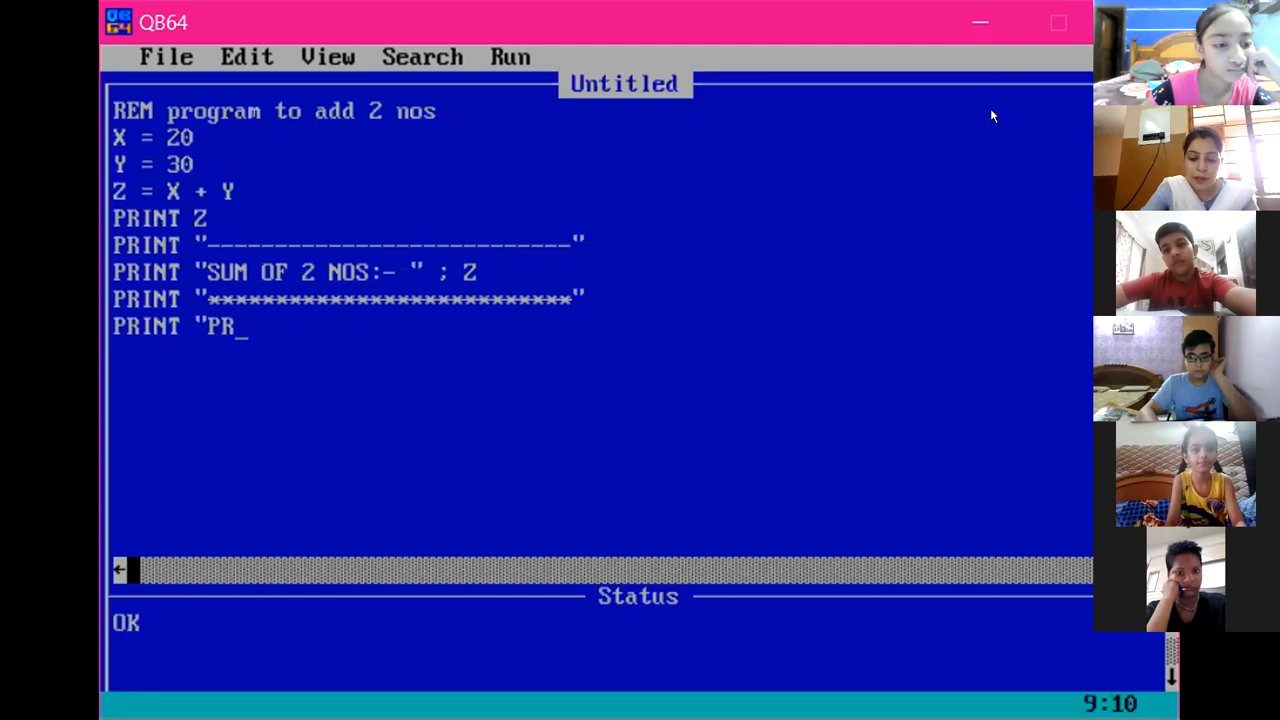 QB64
File Edit View Search Run
Untitled
REM program to add 2 nos
X = 20
Y = 30
Z = X + Y
PRINT Z
PRINT "---------------------------"
PRINT "SUM OF 2 NOS:- " ; Z
PRINT "***************************"
PRINT "PR_
Status
OK
9:10